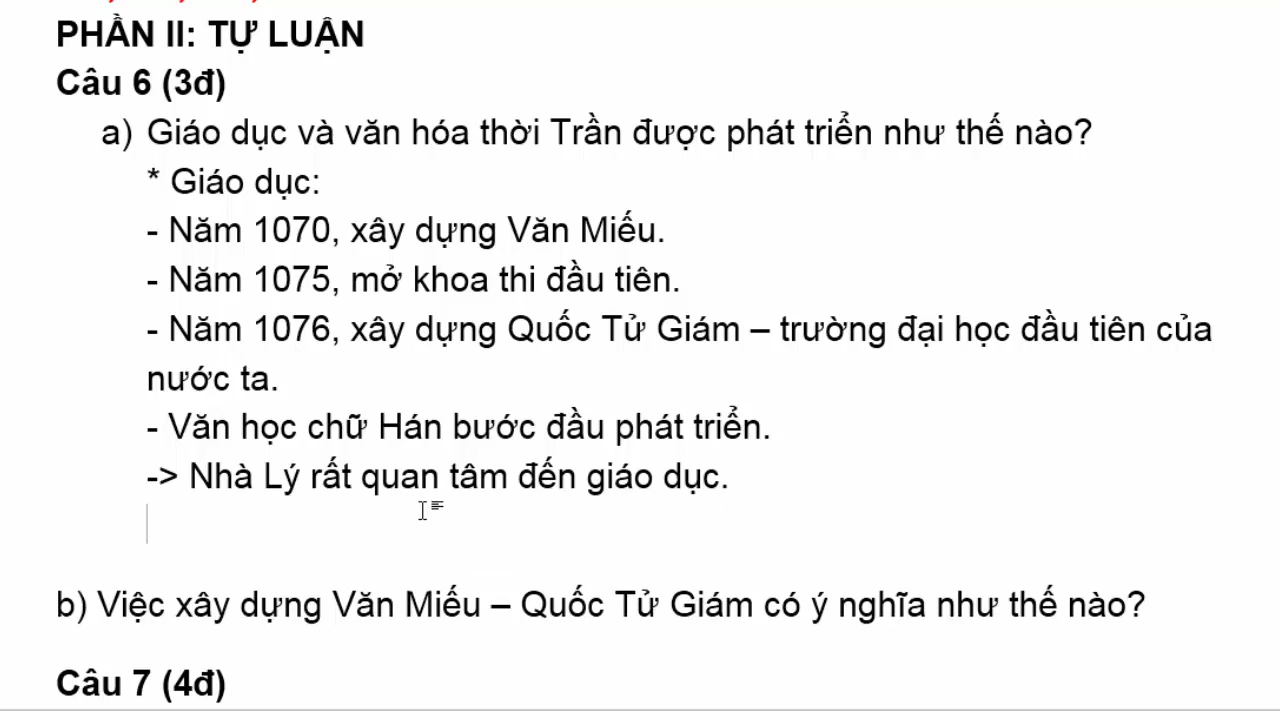 PHẦN II: TỰ LUẬN
Câu 6 (3đ)
a) Giáo dục và văn hóa thời Trần được phát triển như thế nào?
* Giáo dục:
- Năm 1070, xây dựng Văn Miếu.
- Năm 1075, mở khoa thi đầu tiên.
- Năm 1076, xây dựng Quốc Tử Giám – trường đại học đầu tiên của
nước ta.
- Văn học chữ Hán bước đầu phát triển.
-> Nhà Lý rất quan tâm đến giáo dục.
b) Việc xây dựng Văn Miếu – Quốc Tử Giám có ý nghĩa như thế nào?
Câu 7 (4đ)